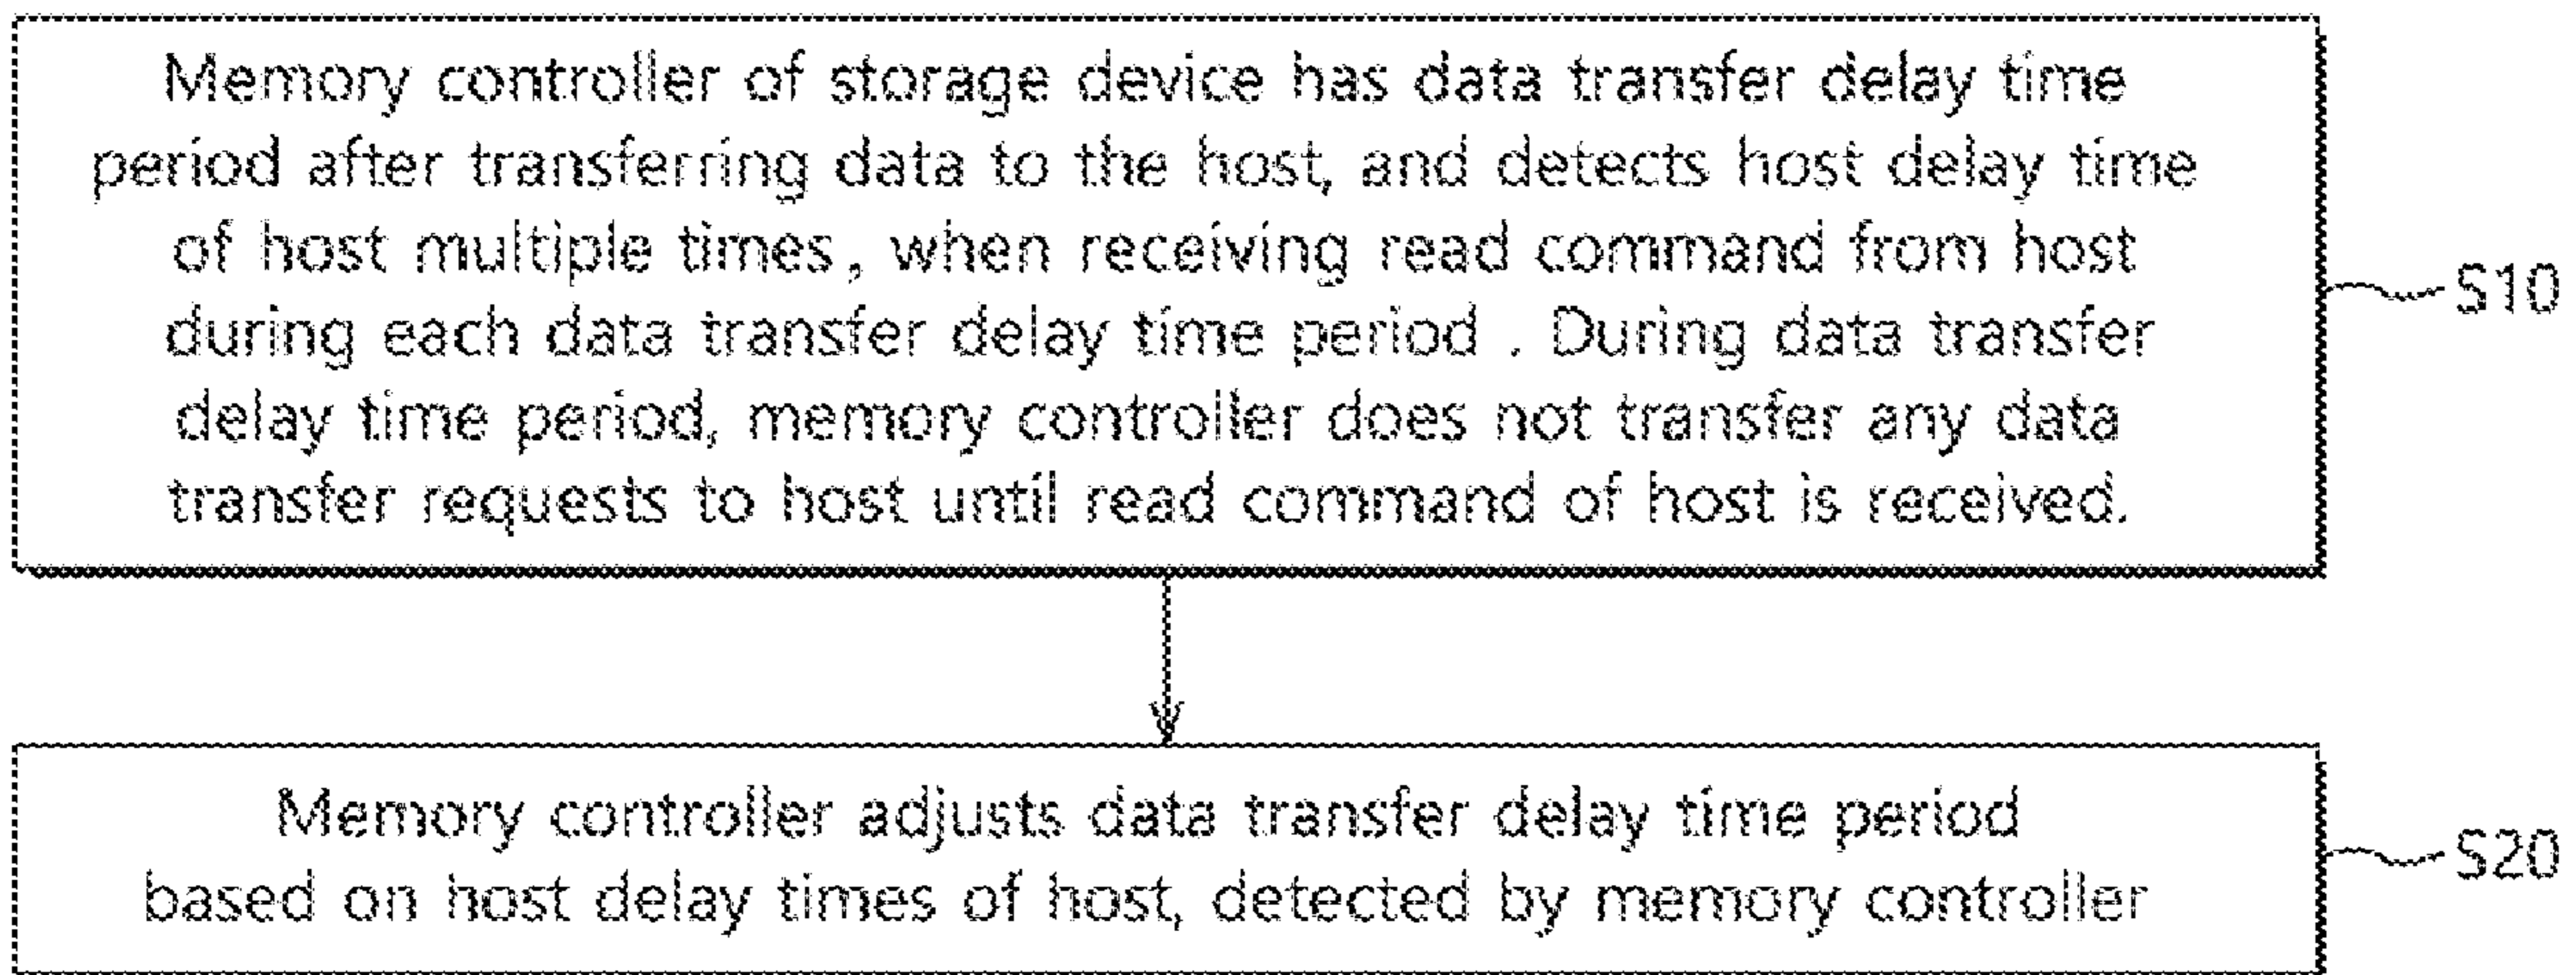 Memory controller of storage device has data transfer delay time
period after transferring data to the host, and detects host delay time
of host multiple times, when receiving read command from host
during each data transfer delay time period . During data transfer
delay time period, memory controller does not transfer any data
transfer requests to host until read command of host is received.
S10
Memory controller adjusts data transfer delay time period
based on host delay times of host, detected by memory controller
S20